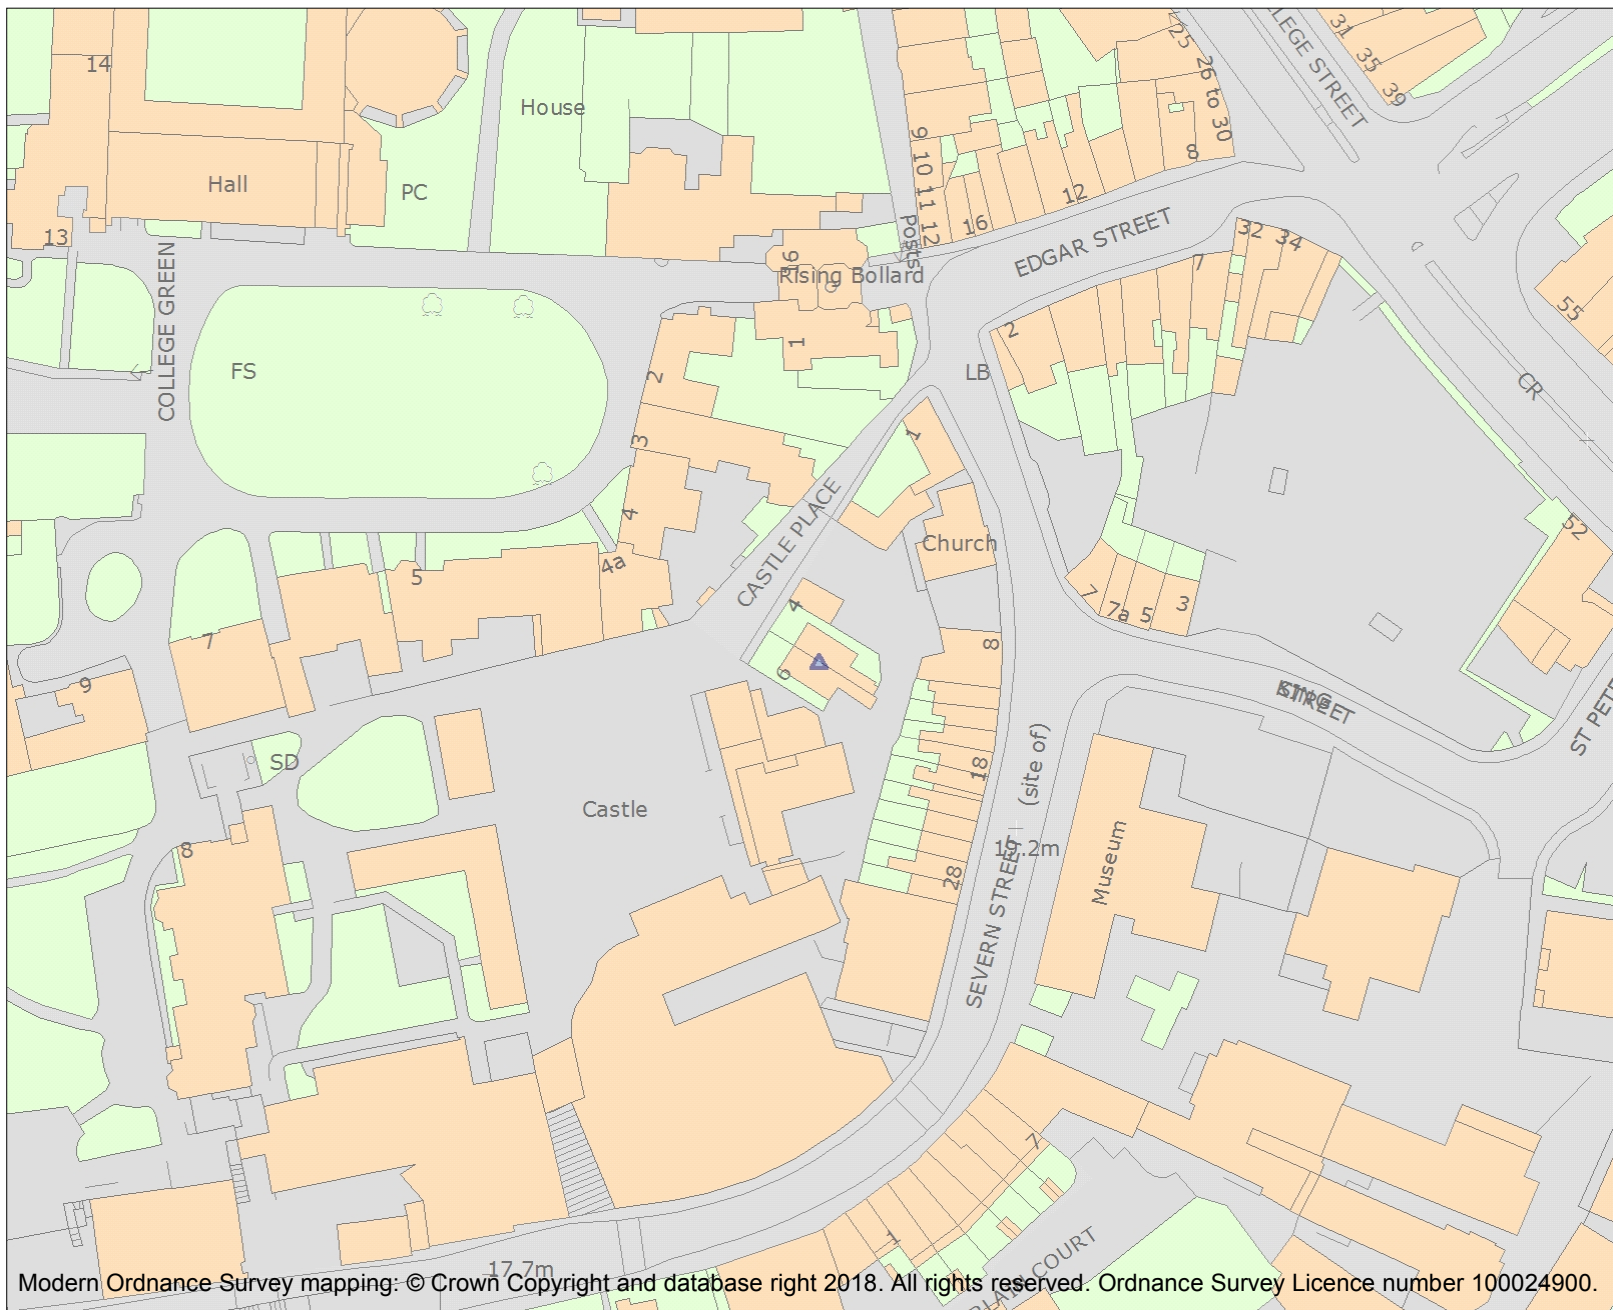 14
House
Hall
PC
13
COLLEGE GREEN
FS
9
10
11
12
Posts
16
12
8
25
26 to 30
COLLEGE STREET
31
35
39
EDGAR STREET
16
Rising Bollard
1
2
3
4
4a
5
7
9
2
7
32
34
LB
55
CR
52
CASTLE PLACE
1
Church
4
6
7
7a
5
3
8
KING
STREET
ST PETE
SD
Castle
18
(site of)
19.2m
Museum
8
28
SEVERN STREET
7
1
17.7m
LAIN COURT
Modern Ordnance Survey mapping: © Crown Copyright and database right 2018. All rights reserved. Ordnance Survey Licence number 100024900.